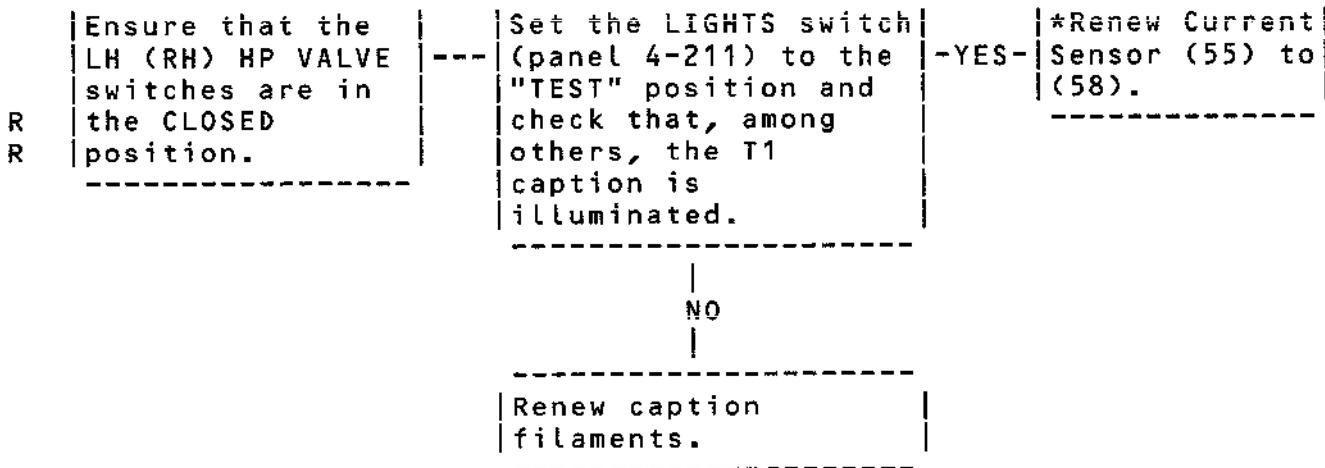 Ensure that the
LH (RH) HP VALVE
switches are in
R the CLOSED
R position.
Set the LIGHTS switch
(panel 4-211) to the
"TEST" position and
check that, among
others, the T1
caption is
illuminated.
YES
*Renew Current
Sensor (55) to
(58).
NO
Renew caption
filaments.